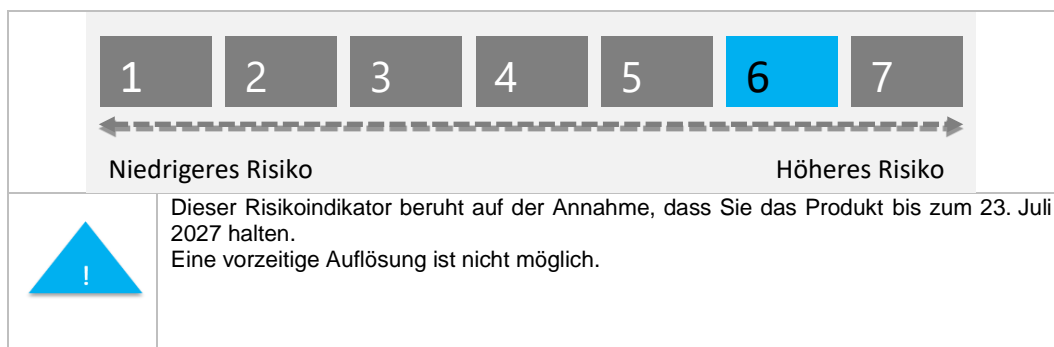 1 2 3 4 5 6 7
Niedrigeres Risiko Höheres Risiko
Dieser Risikoindikator beruht auf der Annahme, dass Sie das Produkt bis zum 23. Juli
2027 halten.
Eine vorzeitige Auflösung ist nicht möglich.
!